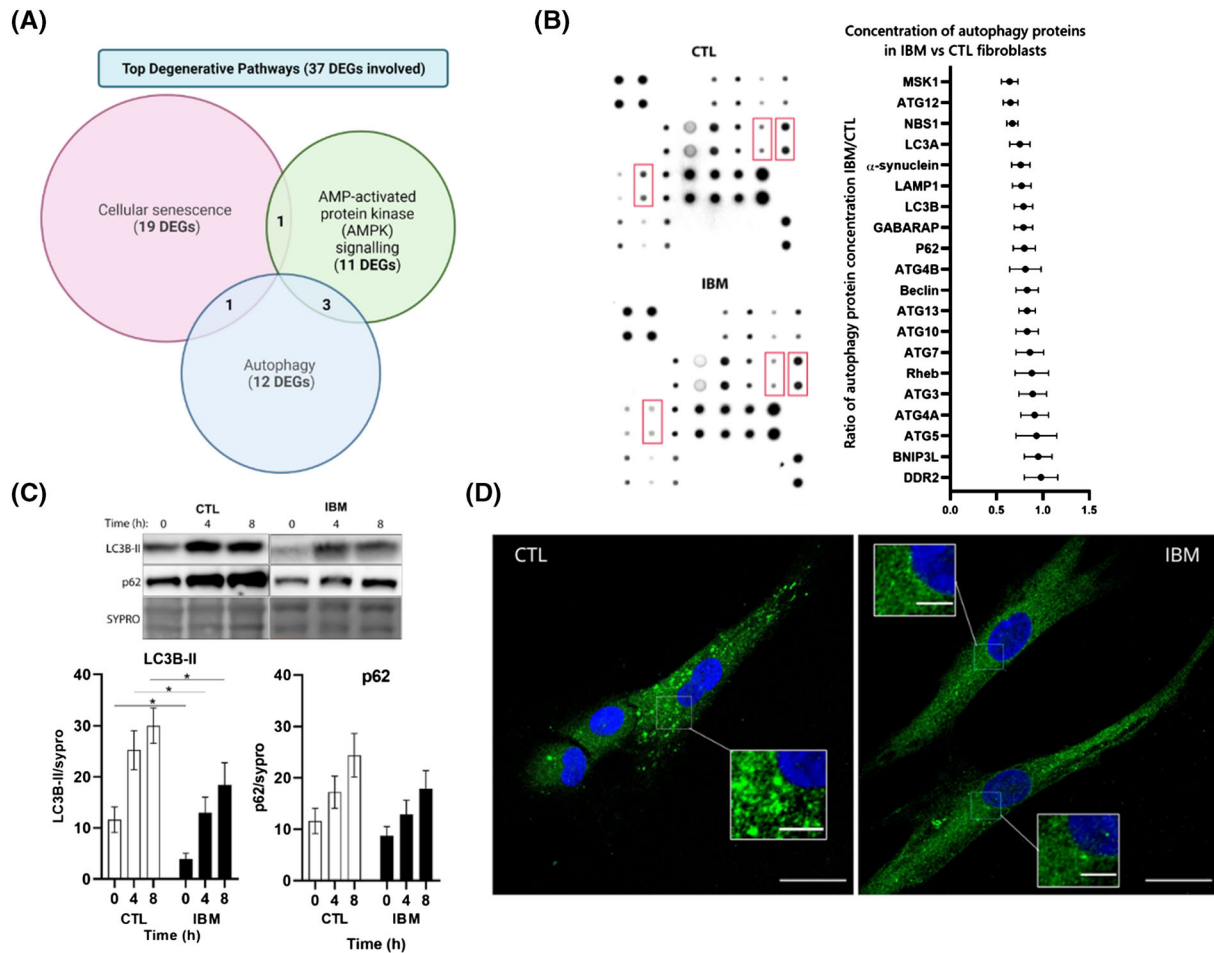 (A)
Top Degenerative Pathways (37 DEGs involved)
Cellular senescence
(19 DEGs)
1
AMP-activated
protein kinase
(AMPK)
signalling
(11 DEGs)
1
3
Autophagy
(12 DEGs)
(B)
CTL
IBM
Concentration of autophagy proteins
in IBM vs CTL fibroblasts
Ratio of autophagy protein concentration IBM/CTL
MSK1
ATG12
NBS1
LC3A
α-synuclein
LAMP1
LC3B
GABARAP
P62
ATG4B
Beclin
ATG13
ATG10
ATG7
Rheb
ATG3
ATG4A
ATG5
BNIP3L
DDR2
0.0 0.5 1.0 1.5
(C)
CTL IBM
Time (h): 0 4 8 0 4 8
LC3B-II
p62
SYPRO
LC3B-II
LC3B-II/sypro
40
30
20
10
0
* 
*
*
0 4 8 0 4 8
CTL IBM
Time (h)
p62
p62/sypro
40
30
20
10
0
0 4 8 0 4 8
CTL IBM
Time (h)
(D)
CTL
IBM